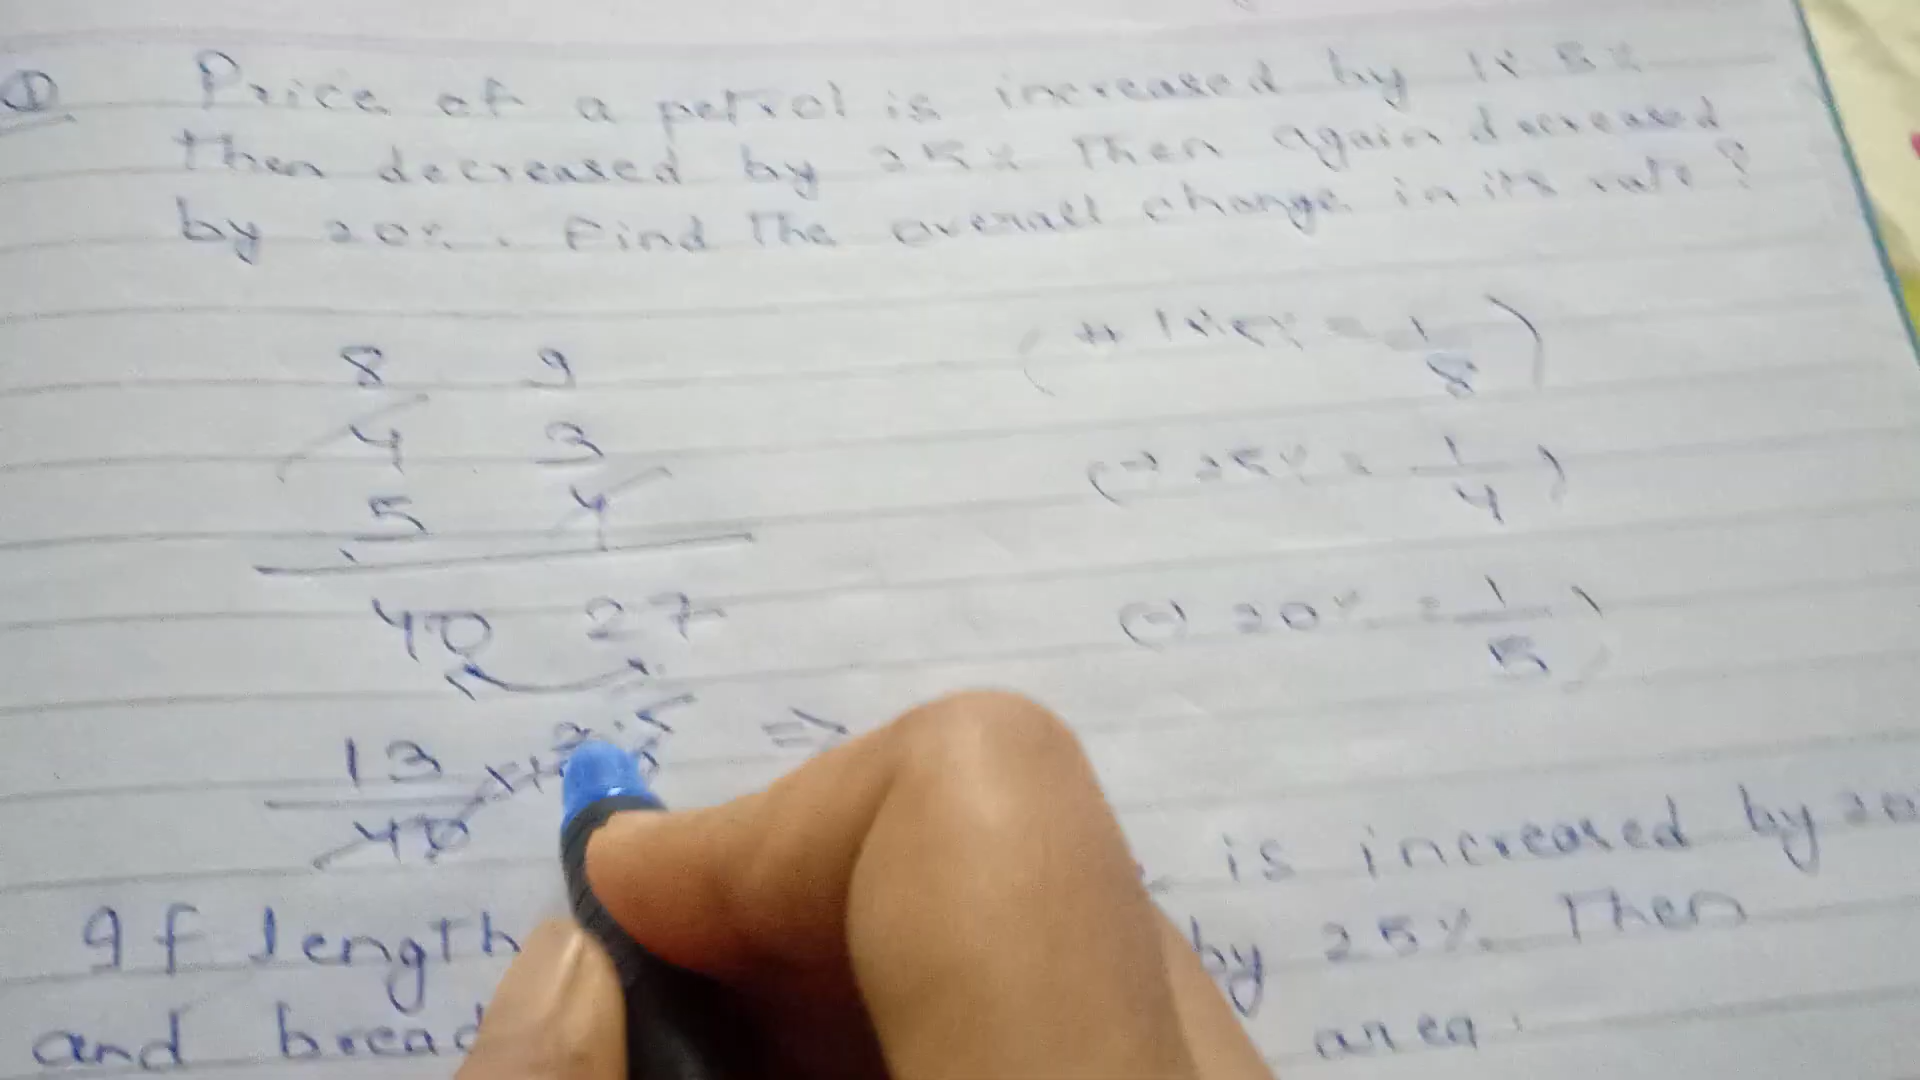 ① Price of a petrol is increased by 12.5%
then decreased by 25% Then again decreased
by 20%. Find The overall change in its rate?
8 9
4 3
5 4
40 27
13
40
(+ 12.5% = 1/8)
(-) 25% = 1/4)
(-) 20% = 1/5)
=>
If length is increased by 20
by 25%. Then
and area.